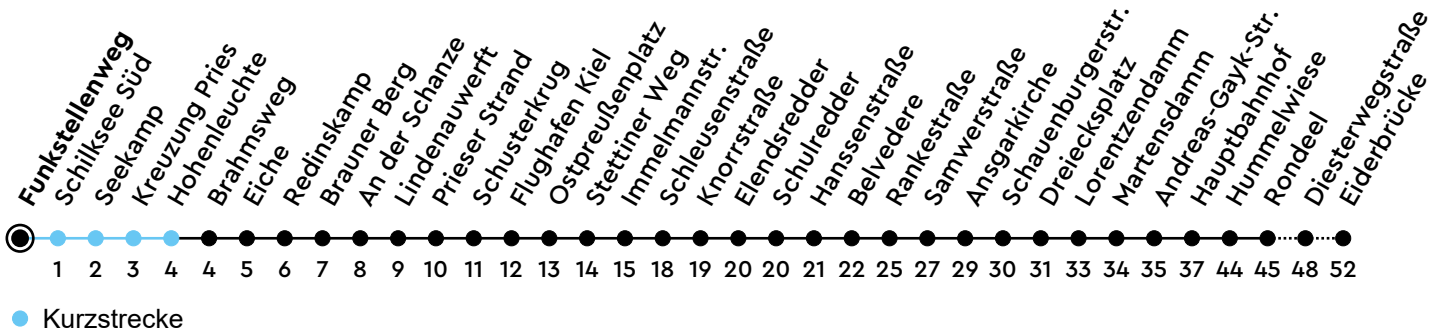 Funkstellenweg
Schilksee Süd
Seekamp
Kreuzung Pries
Hohenleuchte
Brahmsweg
Eiche
Redinskamp
Brauner Berg
An der Schanze
Lindenauwerft
Prieser Strand
Schusterkrug
Flughafen Kiel
Ostpreußenplatz
Stettiner Weg
Immelmannstr.
Schleusenstraße
Knorrstraße
Elendsredder
Schulredder
Hanssenstraße
Belvedere
Rankestraße
Samwerstraße
Ansgarkirche
Schauenburgerstr.
Dreiecksplatz
Lorentzendamm
Martensdamm
Andreas-Gayk-Str.
Hauptbahnhof
Hummelwiese
Rondeel
Diesterwegstraße
Eiderbrücke
1 2 3 4 4 5 6 7 8 9 10 11 12 13 14 15 18 19 20 20 21 22 25 27 29 30 31 33 34 35 37 44 45 48 52
Kurzstrecke